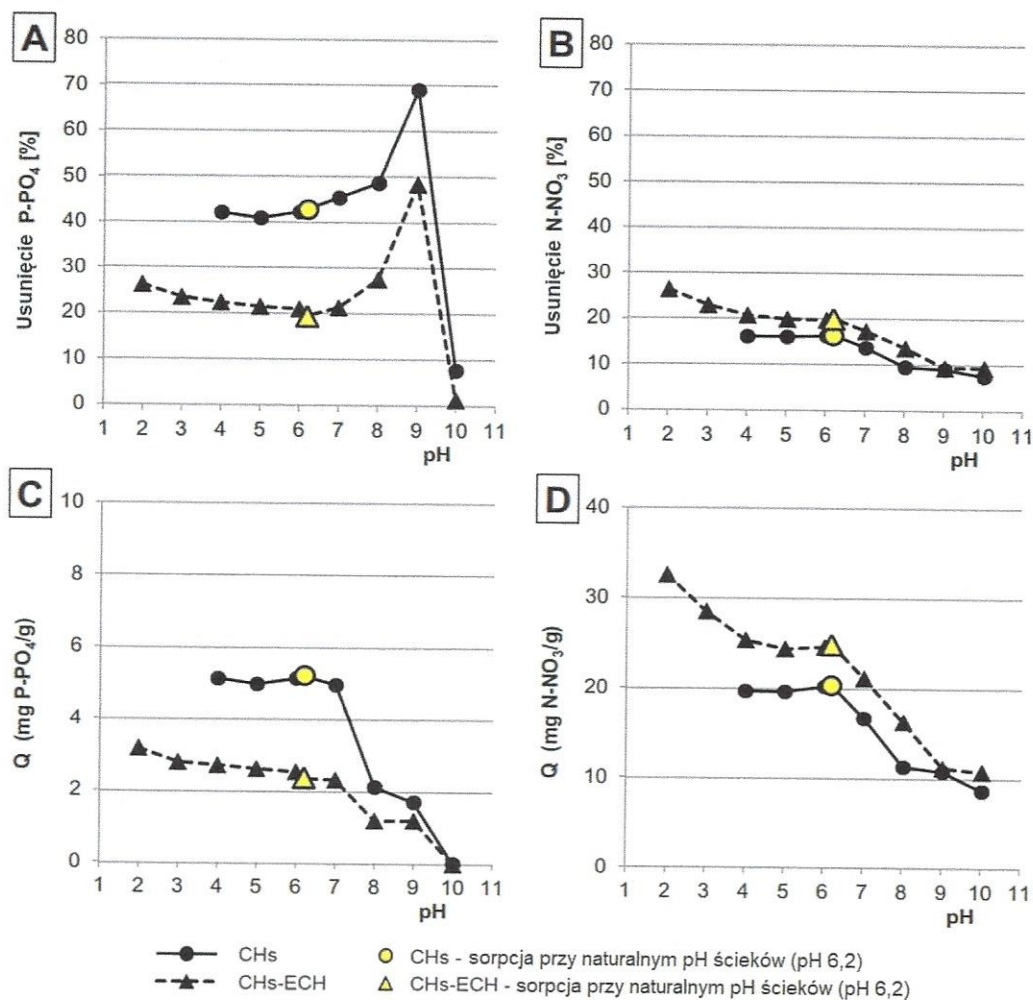 A
Usunięcie P-PO₄ [%]
80
70
60
50
40
30
20
10
0
1 2 3 4 5 6 7 8 9 10 11
pH
B
Usunięcie N-NO₃ [%]
80
70
60
50
40
30
20
10
0
1 2 3 4 5 6 7 8 9 10 11
pH
C
Q (mg P-PO₄/g)
10
8
6
4
2
0
1 2 3 4 5 6 7 8 9 10 11
pH
D
Q (mg N-NO₃/g)
40
30
20
10
0
1 2 3 4 5 6 7 8 9 10 11
pH
CHs
CHs - sorpcja przy naturalnym pH ścieków (pH 6,2)
CHs-ECH
CHs-ECH - sorpcja przy naturalnym pH ścieków (pH 6,2)